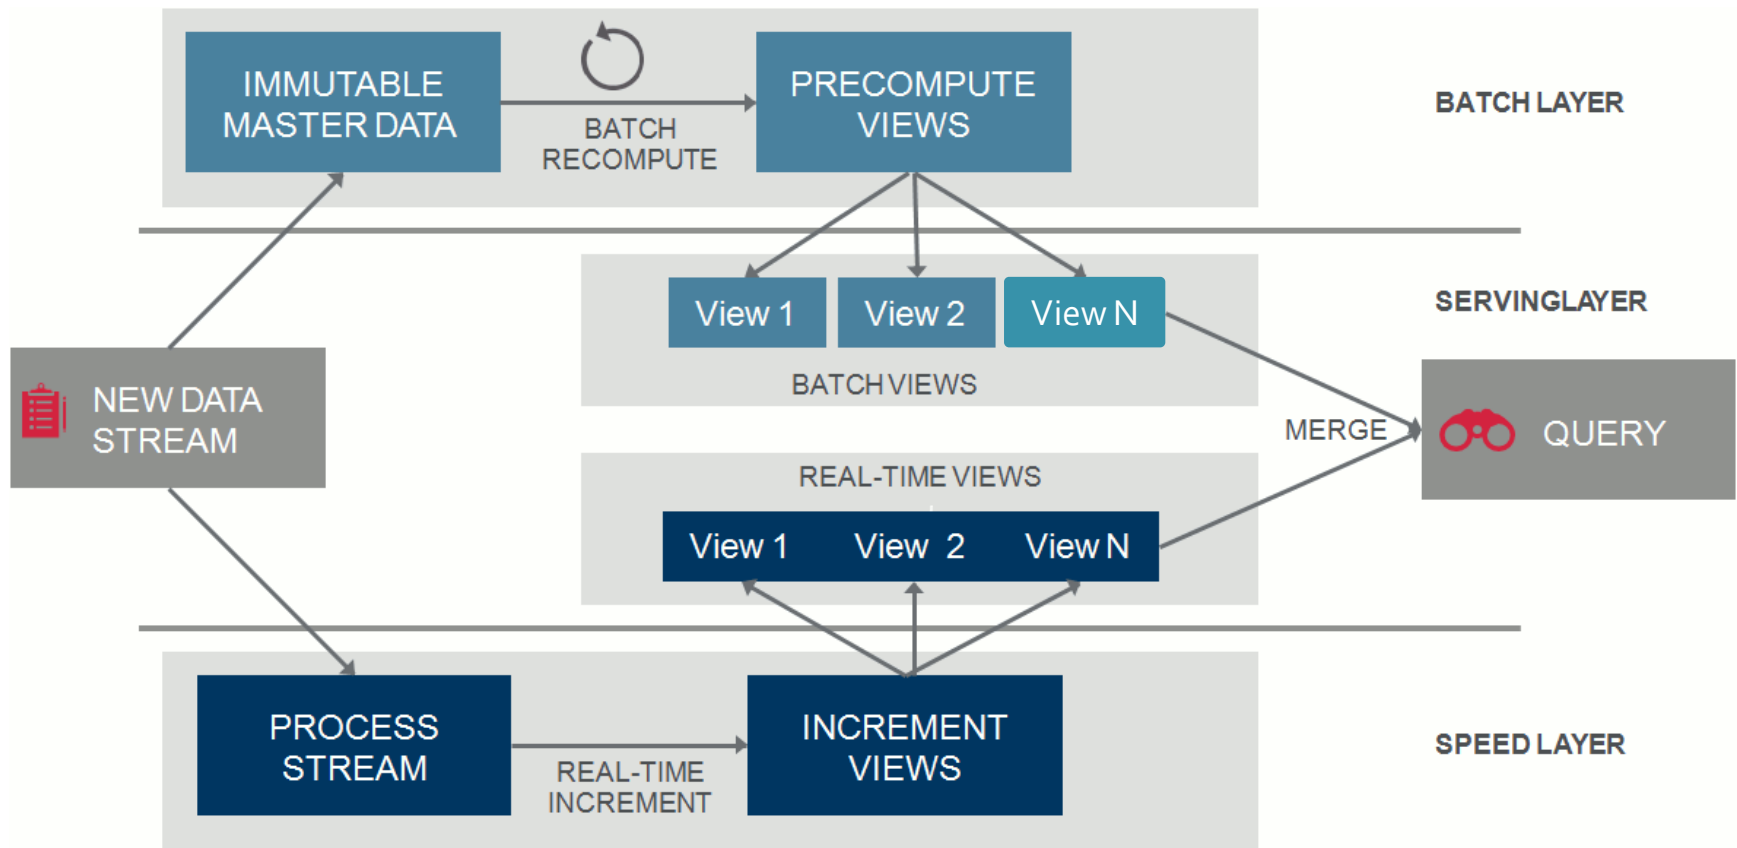 IMMUTABLE
MASTER DATA
BATCH
RECOMPUTE
PRECOMPUTE
VIEWS
BATCH LAYER
View 1
View 2
View N
BATCH VIEWS
SERVINGLAYER
NEW DATA
STREAM
MERGE
QUERY
REAL-TIME VIEWS
View 1
View 2
View N
PROCESS
STREAM
REAL-TIME
INCREMENT
INCREMENT
VIEWS
SPEED LAYER